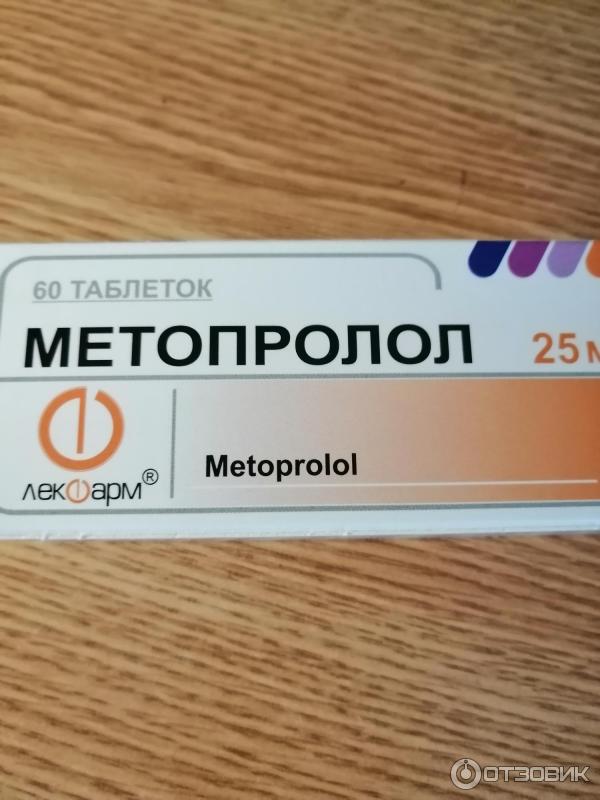 60 ТАБЛЕТОК
МЕТОПРОЛОЛ 25 м
лекФарм®
Metoprolol
ОТЗОВИК